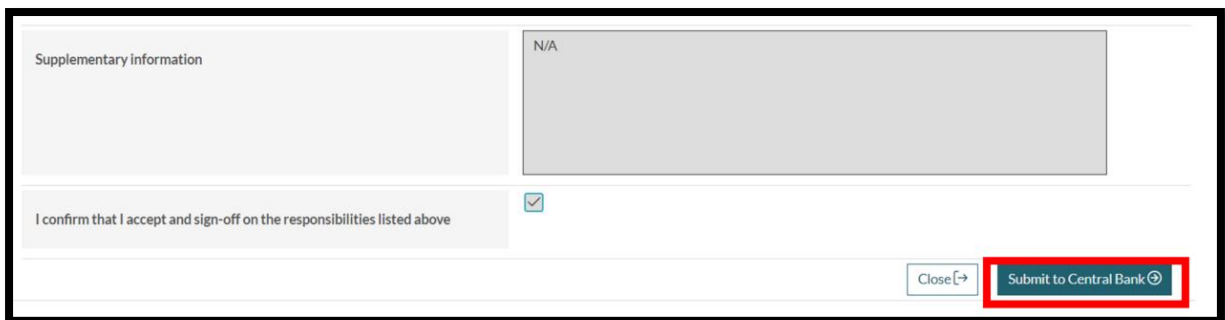 Supplementary information
N/A
I confirm that I accept and sign-off on the responsibilities listed above
Close
Submit to Central Bank